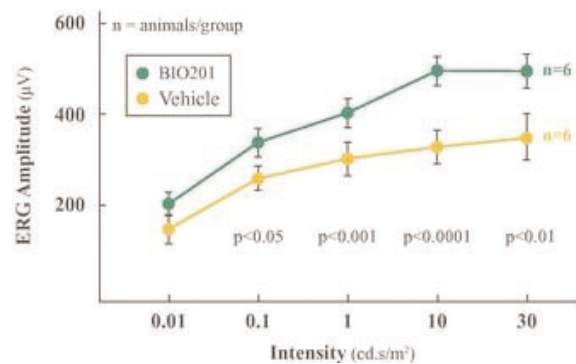 600
n = animals/group
BIO201
Vehicle
n=6
400
n=6
200
p<0.05 p<0.001 p<0.0001 p<0.01
ERG Amplitude (μV)
0.01 0.1 1 10 30
Intensity (cd.s/m²)